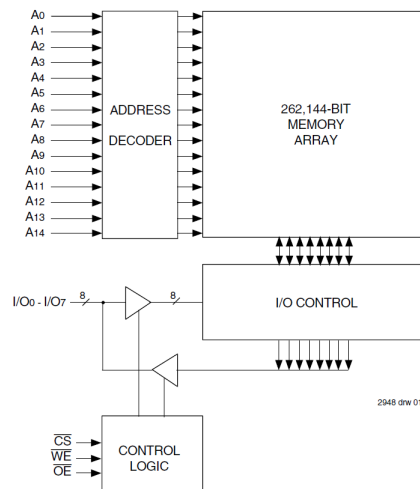 A0
A1
A2
A3
A4
A5
A6
A7
A8
A9
A10
A11
A12
A13
A14
ADDRESS
DECODER
262,144-BIT
MEMORY
ARRAY
I/O0 - I/O7
8
8
I/O CONTROL
2948 drw 01
CS
WE
OE
CONTROL
LOGIC